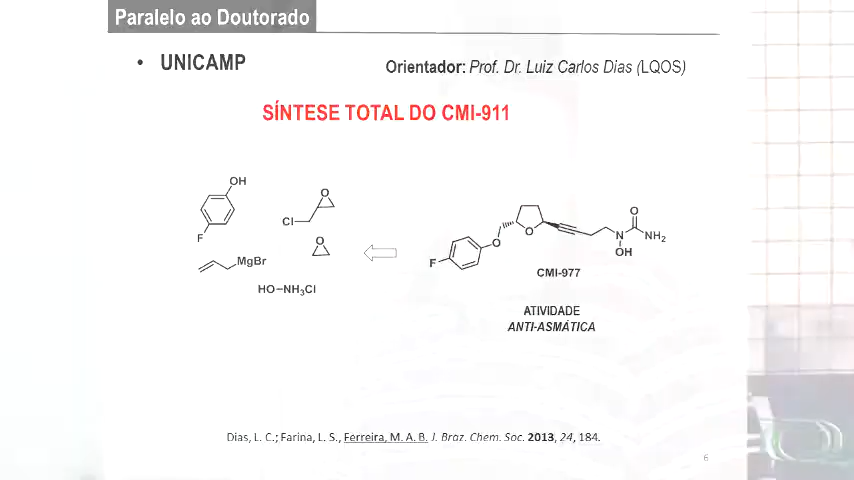 Paralelo ao Doutorado
• UNICAMP
Orientador: Prof. Dr. Luiz Carlos Dias (LQOS)
SÍNTESE TOTAL DO CMI-911
OH
F
Cl
O
O
MgBr
HO–NH3Cl
F
O
O
N
OH
O
NH2
CMI-977
ATIVIDADE
ANTI-ASMÁTICA
Dias, L. C.; Farina, L. S., Ferreira, M. A. B. J. Braz. Chem. Soc. 2013, 24, 184.
6